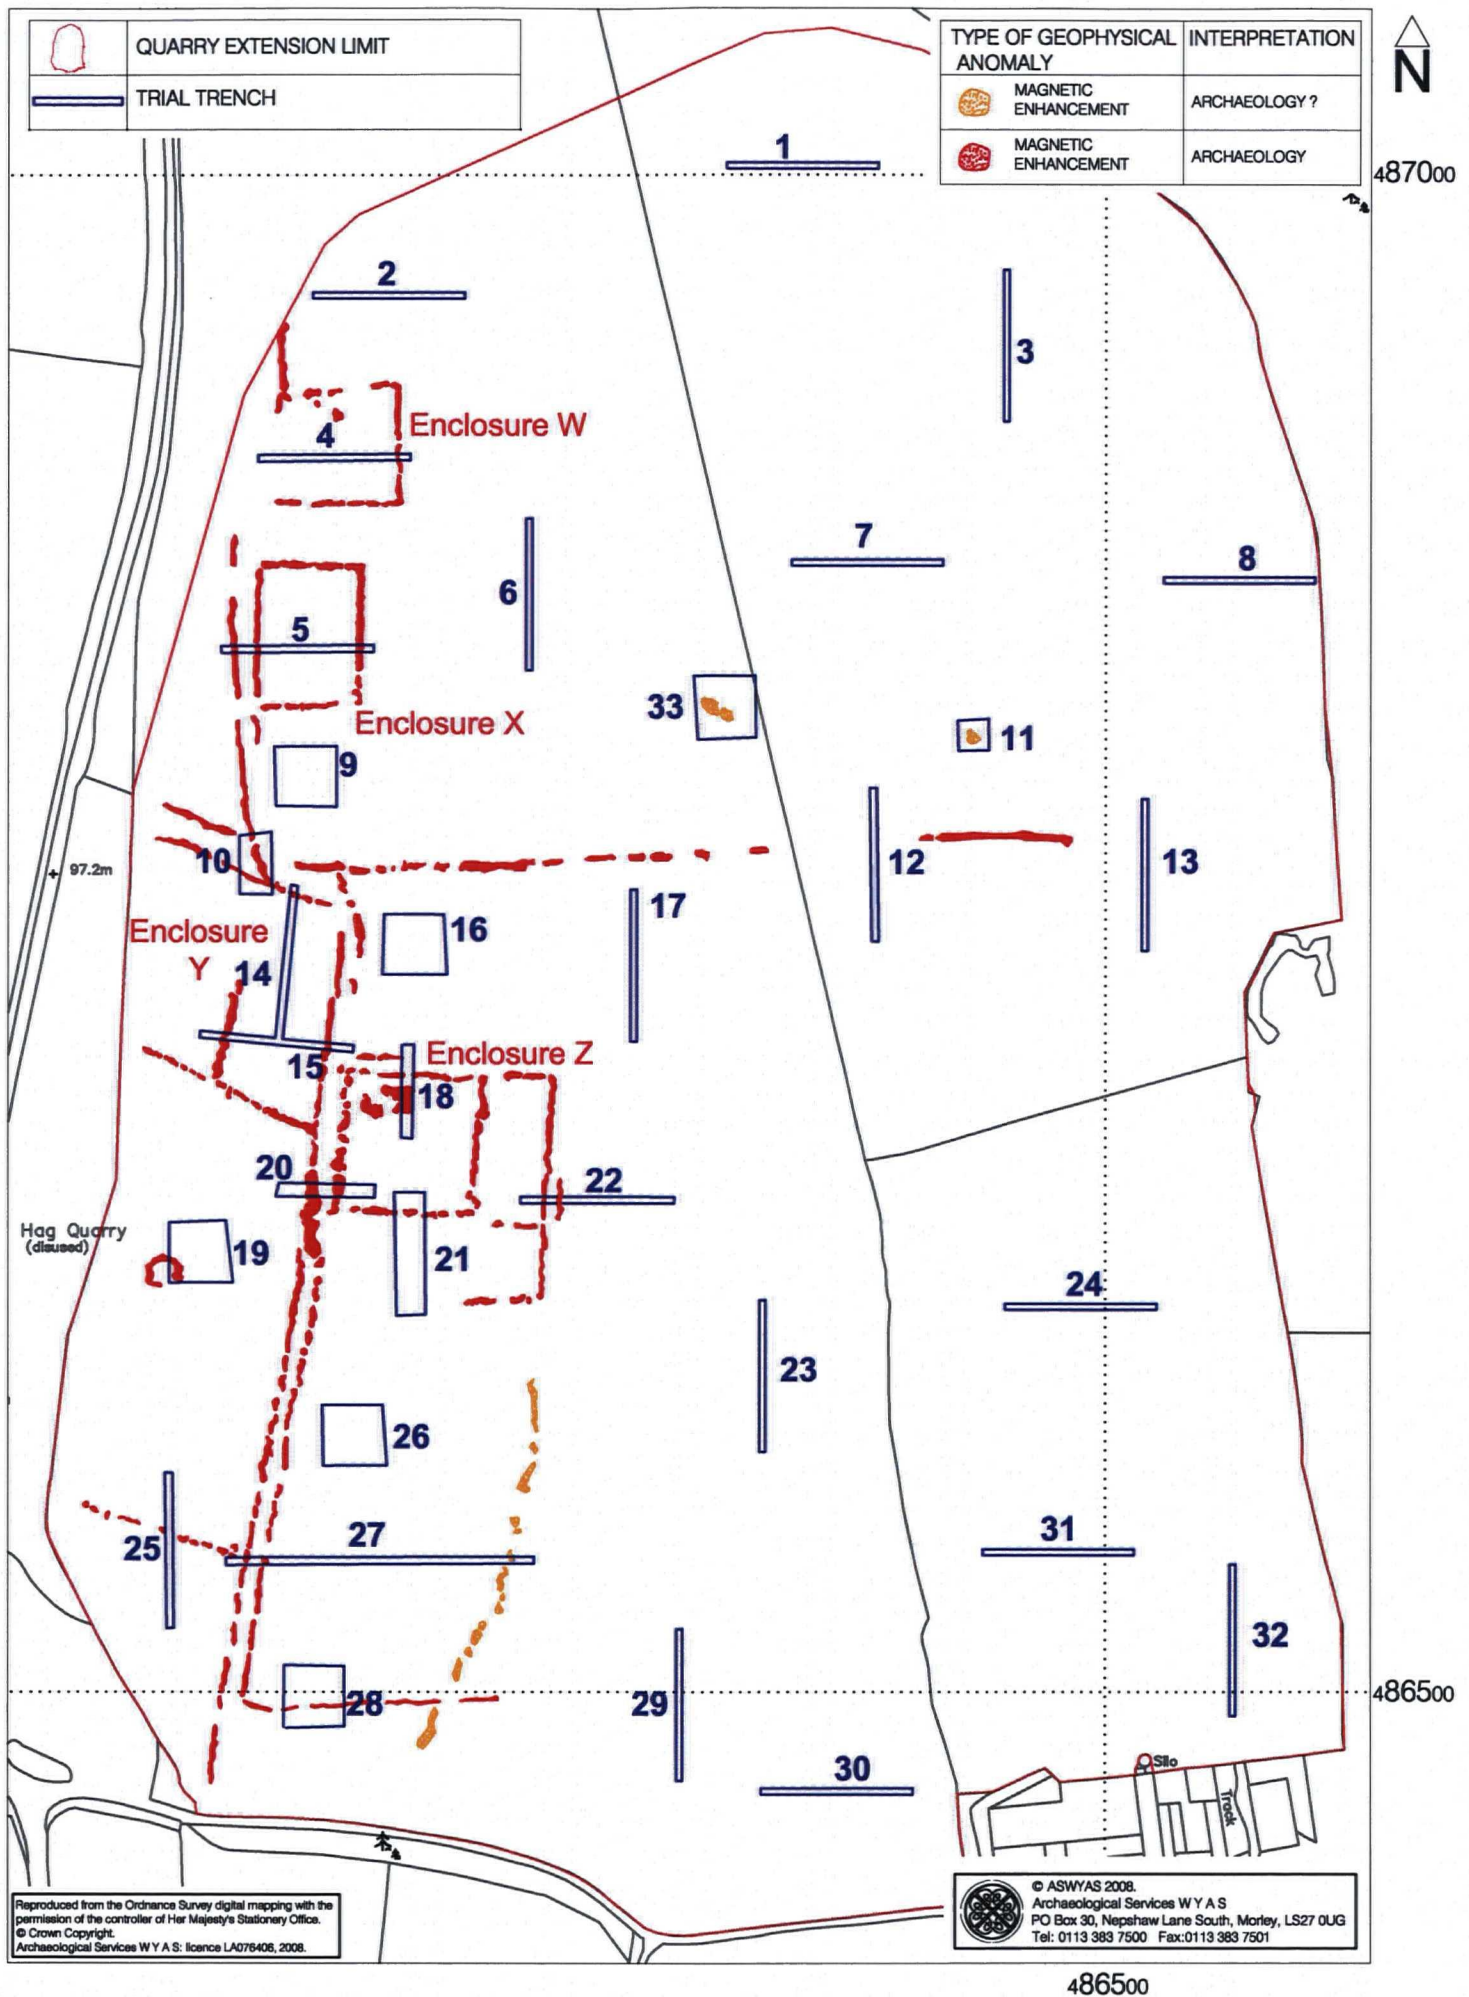 QUARRY EXTENSION LIMIT
TRIAL TRENCH
TYPE OF GEOPHYSICAL
ANOMALY
INTERPRETATION
MAGNETIC
ENHANCEMENT
ARCHAEOLOGY ?
MAGNETIC
ENHANCEMENT
ARCHAEOLOGY
N
487000
1
2
3
Enclosure W
4
7
8
6
5
33
Enclosure X
11
9
10
97.2m
12
13
17
16
Enclosure
Y
14
Enclosure Z
15
18
20
22
Hag Quarry
(disused)
19
21
24
23
26
31
27
25
32
28
29
486500
30
Silo
Track
Reproduced from the Ordnance Survey digital mapping with the
permission of the controller of Her Majesty's Stationery Office.
© Crown Copyright.
Archaeological Services W Y A S: licence LA076406, 2008.
© ASWYAS 2008.
Archaeological Services W Y A S
PO Box 30, Nepshaw Lane South, Morley, LS27 0UG
Tel: 0113 383 7500 Fax:0113 383 7501
486500